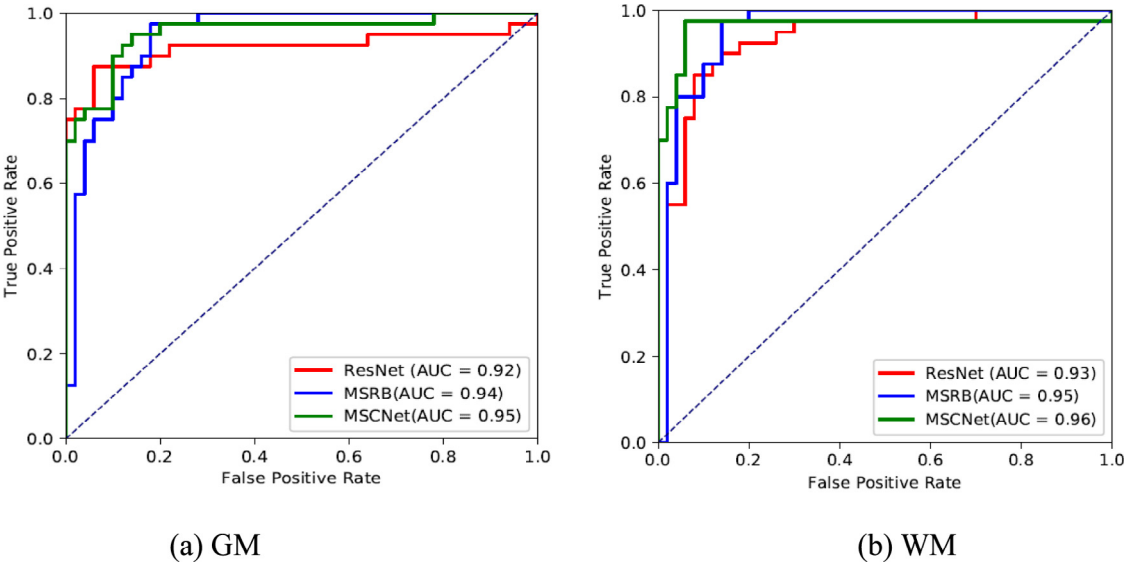 1.0
0.8
0.6
0.4
0.2
0.0
True Positive Rate
0.0 0.2 0.4 0.6 0.8 1.0
False Positive Rate
ResNet (AUC = 0.92)
MSRB(AUC = 0.94)
MSCNet(AUC = 0.95)
(a) GM
1.0
0.8
0.6
0.4
0.2
0.0
True Positive Rate
0.0 0.2 0.4 0.6 0.8 1.0
False Positive Rate
ResNet (AUC = 0.93)
MSRB(AUC = 0.95)
MSCNet(AUC = 0.96)
(b) WM